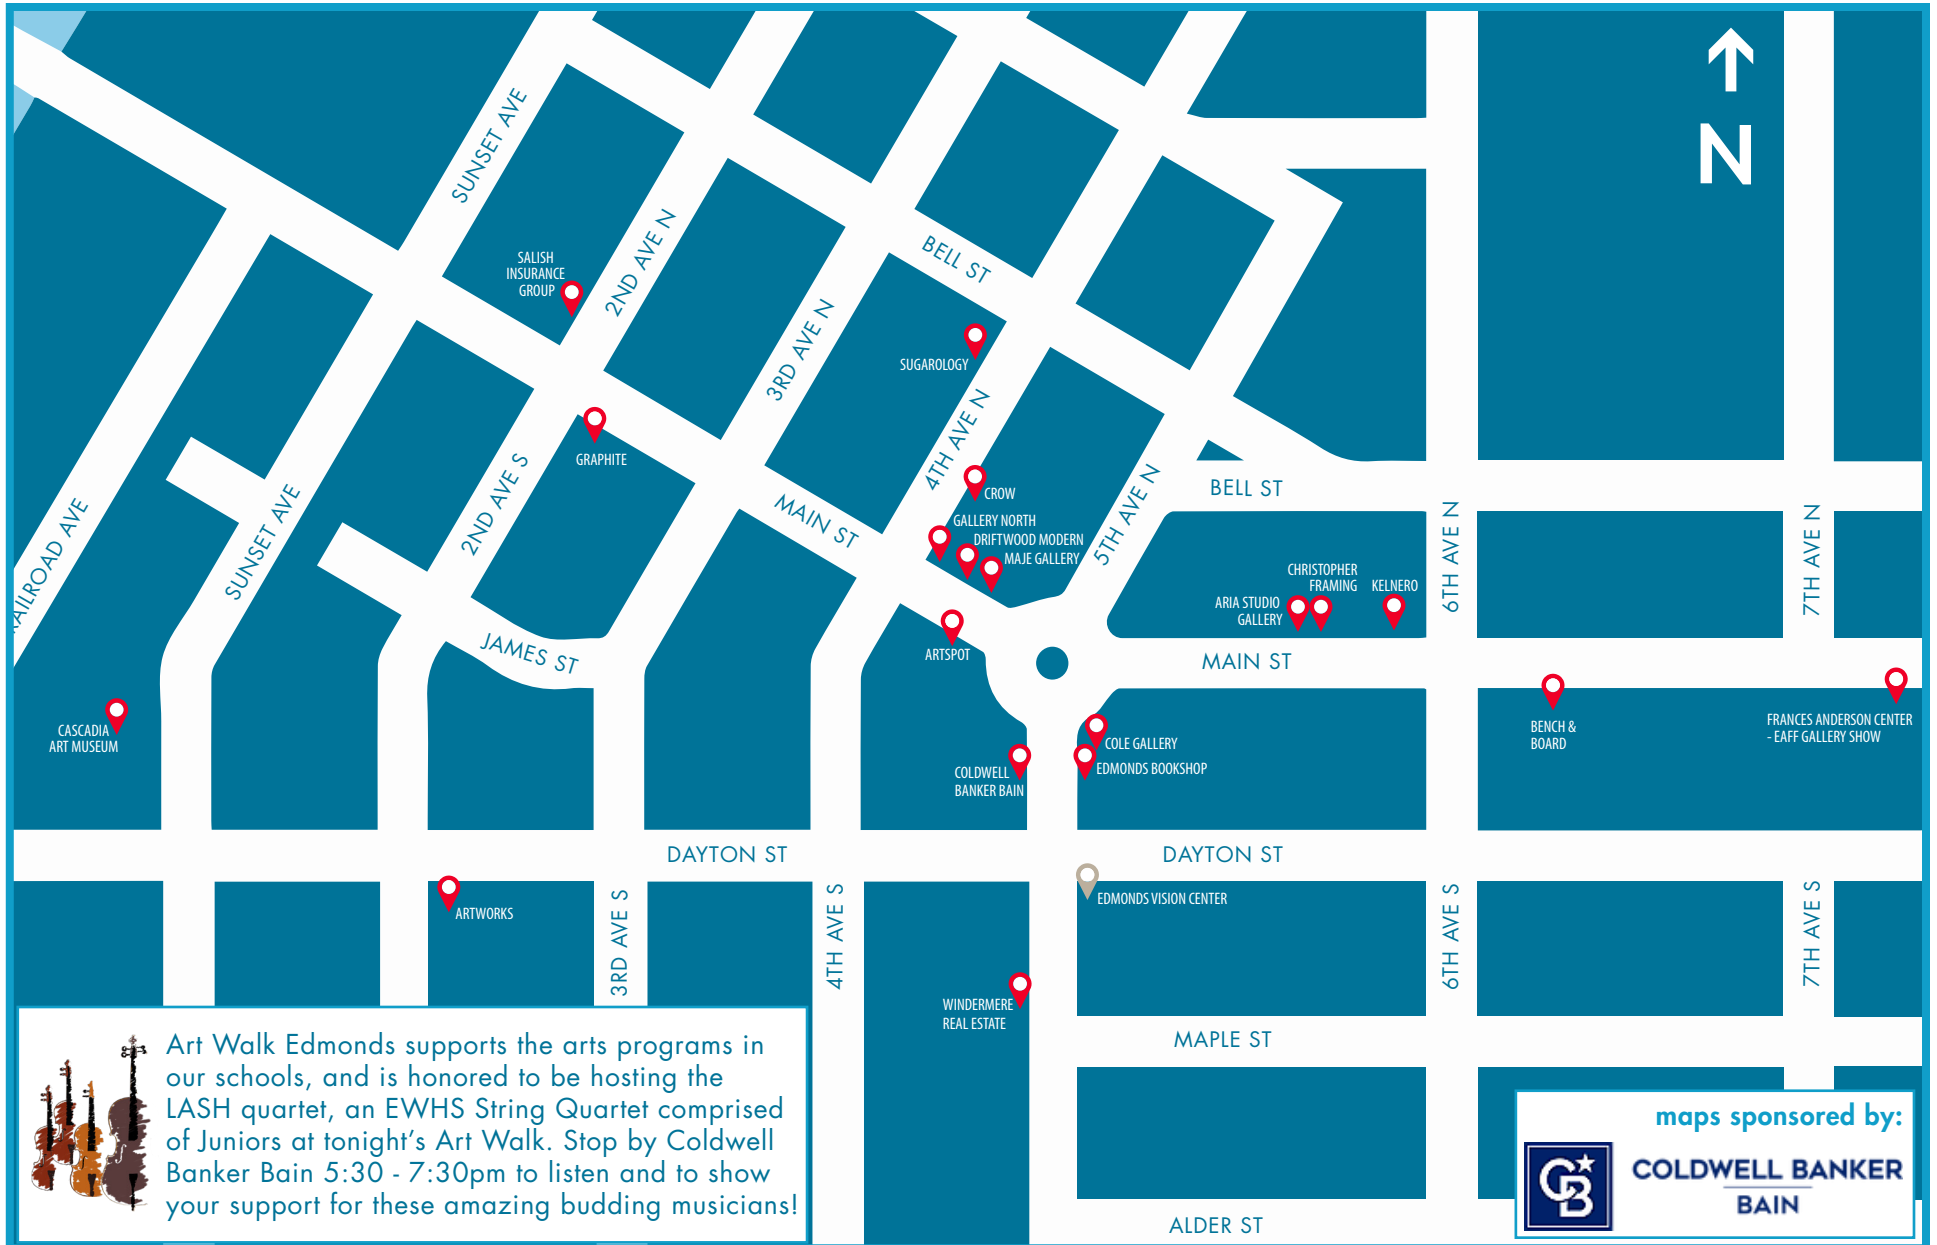 N
SUNSET AVE
2ND AVE N
BELL ST
SALISH
INSURANCE
GROUP
3RD AVE N
SUGAROLOGY
4TH AVE N
GRAPHITE
2ND AVE S
SUNSET AVE
MAIN ST
CROW
GALLERY NORTH
DRIFTWOOD MODERN
MAJE GALLERY
5TH AVE N
BELL ST
6TH AVE N
7TH AVE N
CHRISTOPHER
FRAMING
KELNERO
ARIA STUDIO
GALLERY
JAMES ST
ARTSPOT
MAIN ST
CASCADIA
ART MUSEUM
BENCH &
BOARD
FRANCES ANDERSON CENTER
- EAFF GALLERY SHOW
COLE GALLERY
EDMONDS BOOKSHOP
COLDWELL
BANKER BAIN
DAYTON ST
DAYTON ST
ARTWORKS
3RD AVE S
4TH AVE S
EDMONDS VISION CENTER
6TH AVE S
7TH AVE S
WINDERMERE
REAL ESTATE
MAPLE ST
ALDER ST
Art Walk Edmonds supports the arts programs in
our schools, and is honored to be hosting the
LASH quartet, an EWHS String Quartet comprised
of Juniors at tonight's Art Walk. Stop by Coldwell
Banker Bain 5:30 - 7:30pm to listen and to show
your support for these amazing budding musicians!
maps sponsored by:
CB
COLDWELL BANKER
BAIN
AILROAD AVE